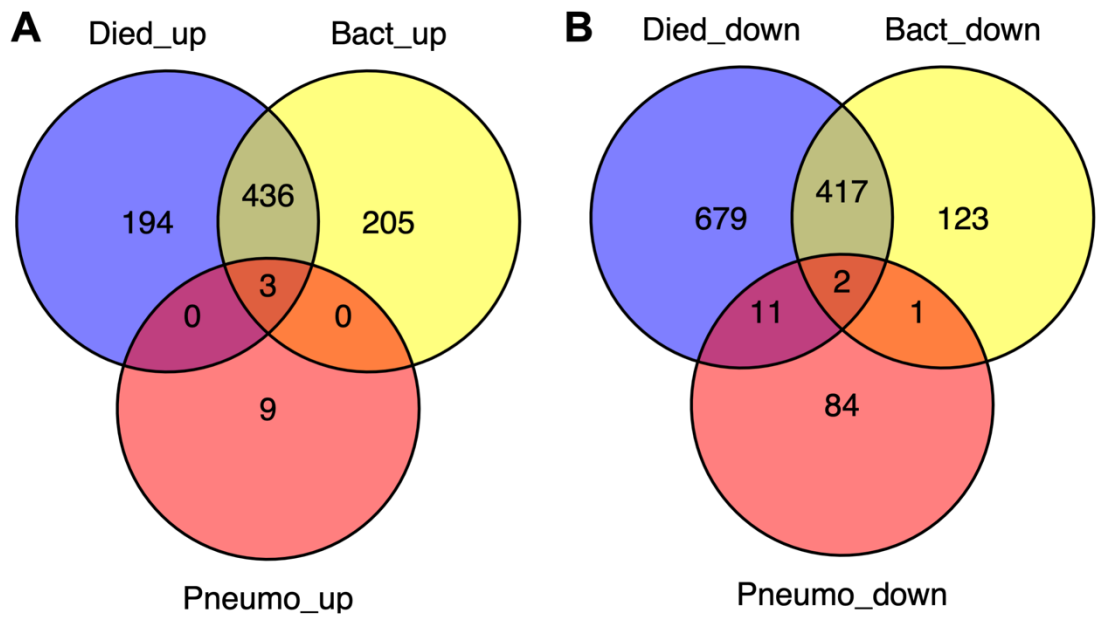 A
Died_up
Bact_up
194
436
205
3
0
0
9
Pneumo_up
B
Died_down
Bact_down
679
417
123
2
11
1
84
Pneumo_down